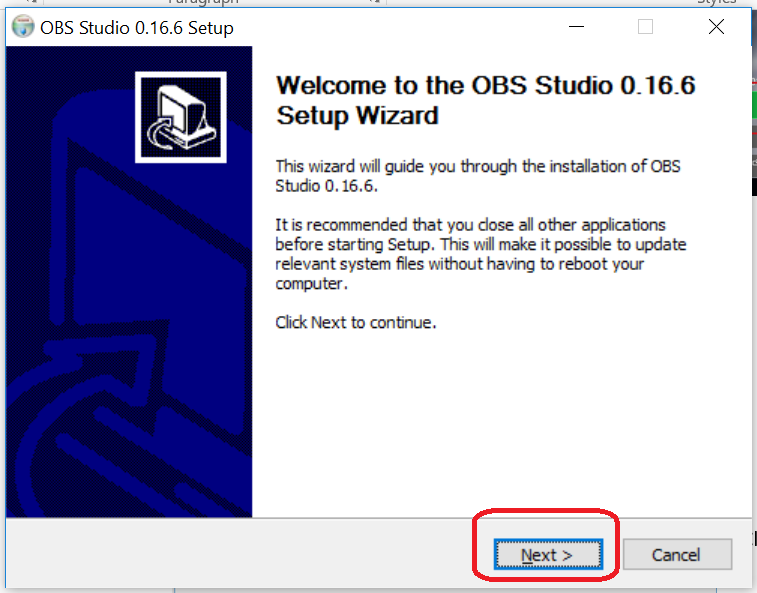 Paragraph
Styles
OBS Studio 0.16.6 Setup
Welcome to the OBS Studio 0.16.6
Setup Wizard
This wizard will guide you through the installation of OBS
Studio 0.16.6.
It is recommended that you close all other applications
before starting Setup. This will make it possible to update
relevant system files without having to reboot your
computer.
Click Next to continue.
Next >
Cancel